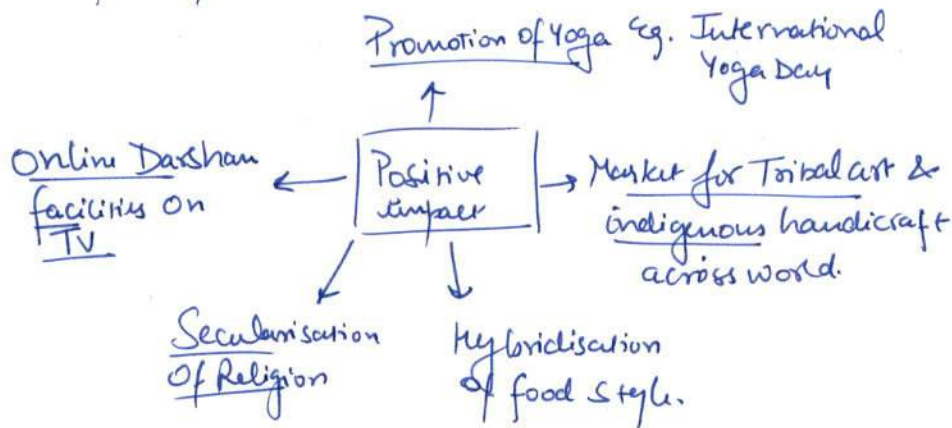 Promotion of Yoga Eg. International
Yoga Day
Online Darshan
facilities on
TV
Positive
impact
Market for Tribal art &
indigenous handicraft
across world.
Secularisation
Of Religion
Hybridisation
of food style.